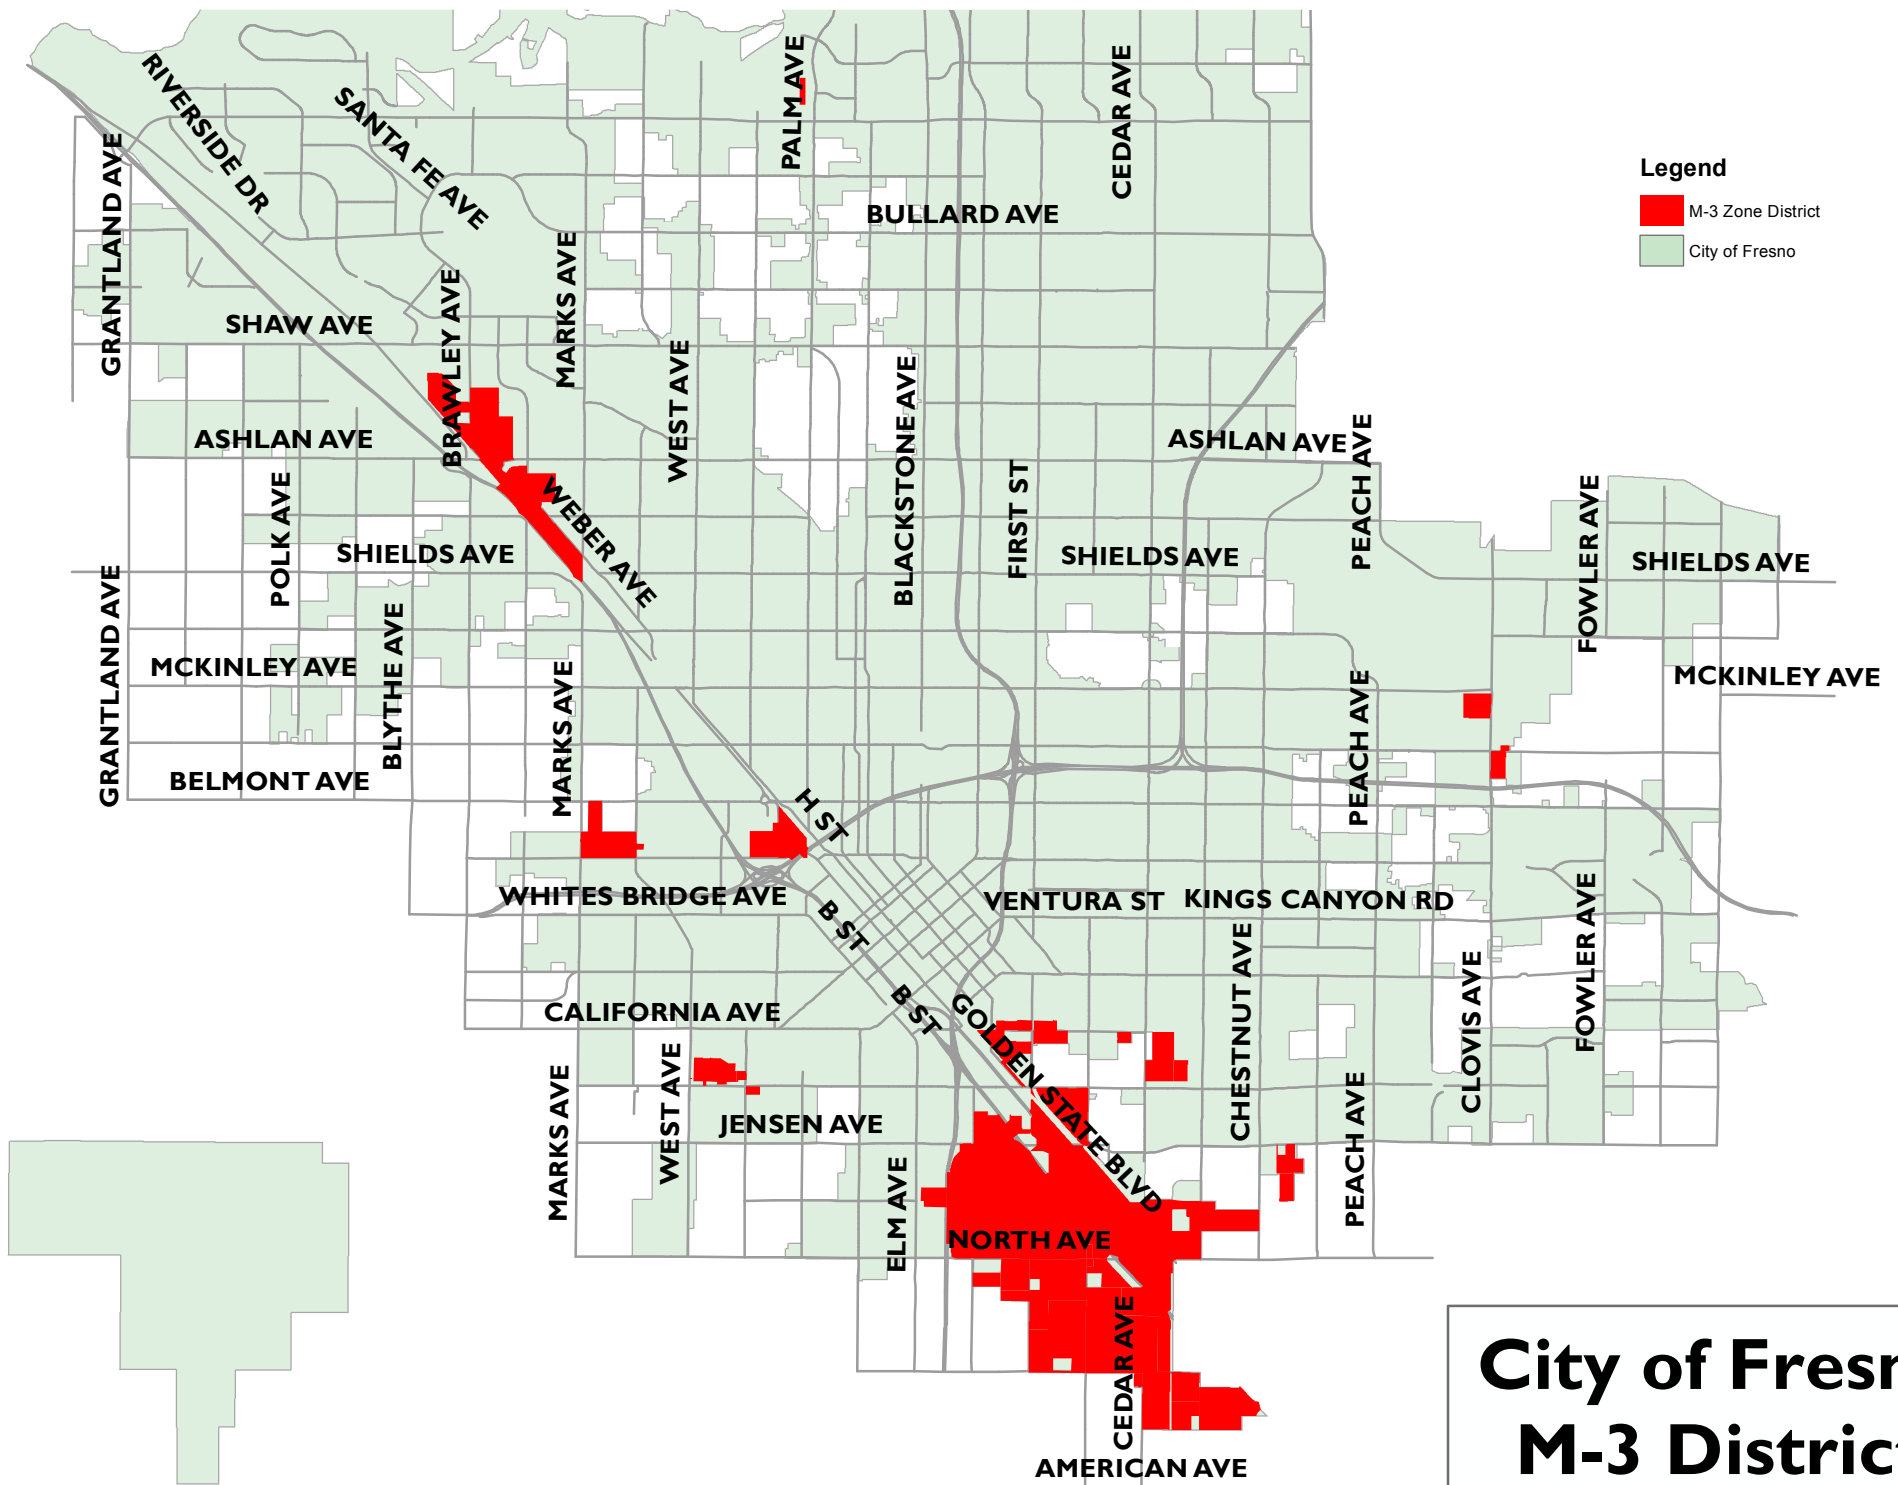 PALM AVE
CEDAR AVE
RIVERSIDE DR
SANTA FE AVE
GRANTLAND AVE
BULLARD AVE
Legend
M-3 Zone District
City of Fresno
MARKS AVE
SHAW AVE
BRAWLEY AVE
WEST AVE
BLACKSTONE AVE
ASHLAN AVE
ASHLAN AVE
PEACH AVE
POLK AVE
WEBER AVE
FIRST ST
FOWLER AVE
SHIELDS AVE
SHIELDS AVE
SHIELDS AVE
GRANTLAND AVE
BLYTHE AVE
MCKINLEY AVE
MARKS AVE
PEACH AVE
MCKINLEY AVE
BELMONT AVE
H ST
WHITES BRIDGE AVE
B ST
VENTURA ST
KINGS CANYON RD
CHESTNUT AVE
CLOVIS AVE
FOWLER AVE
CALIFORNIA AVE
B ST
GOLDEN STATE BLVD
MARKS AVE
WEST AVE
JENSEN AVE
PEACH AVE
ELM AVE
NORTH AVE
CEDAR AVE
AMERICAN AVE
City of Fresn
M-3 District